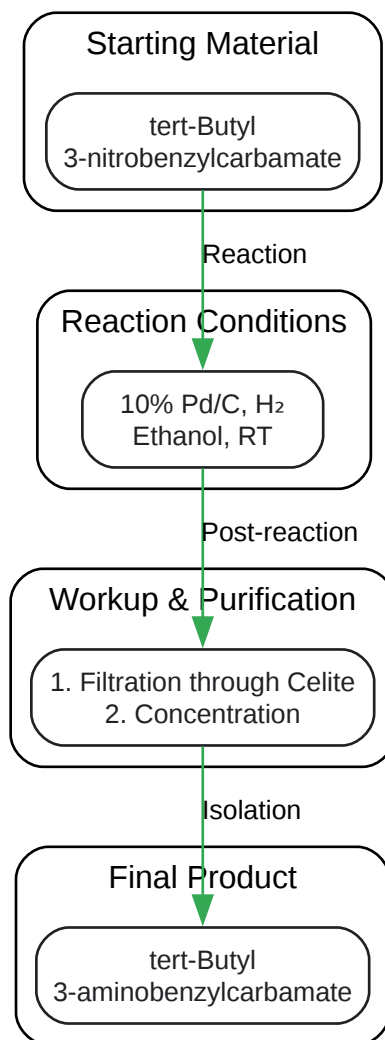 Starting Material
tert-Butyl
3-nitrobenzylcarbamate
Reaction
Reaction Conditions
10% Pd/C, H₂
Ethanol, RT
Post-reaction
Workup & Purification
1. Filtration through Celite
2. Concentration
Isolation
Final Product
tert-Butyl
3-aminobenzylcarbamate